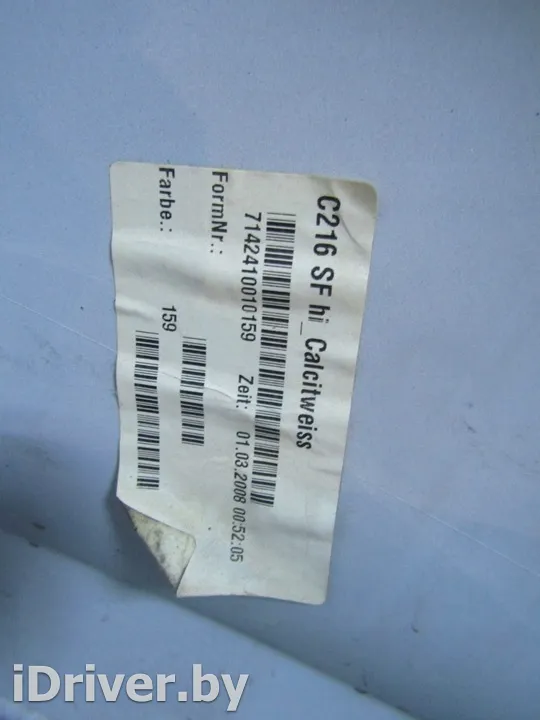 C216 SF hi_Calcitweiss
7142410010159 Zeit: 01.03.2008 00:52:05
FormNr.:
Farbe.: 159
iDriver.by